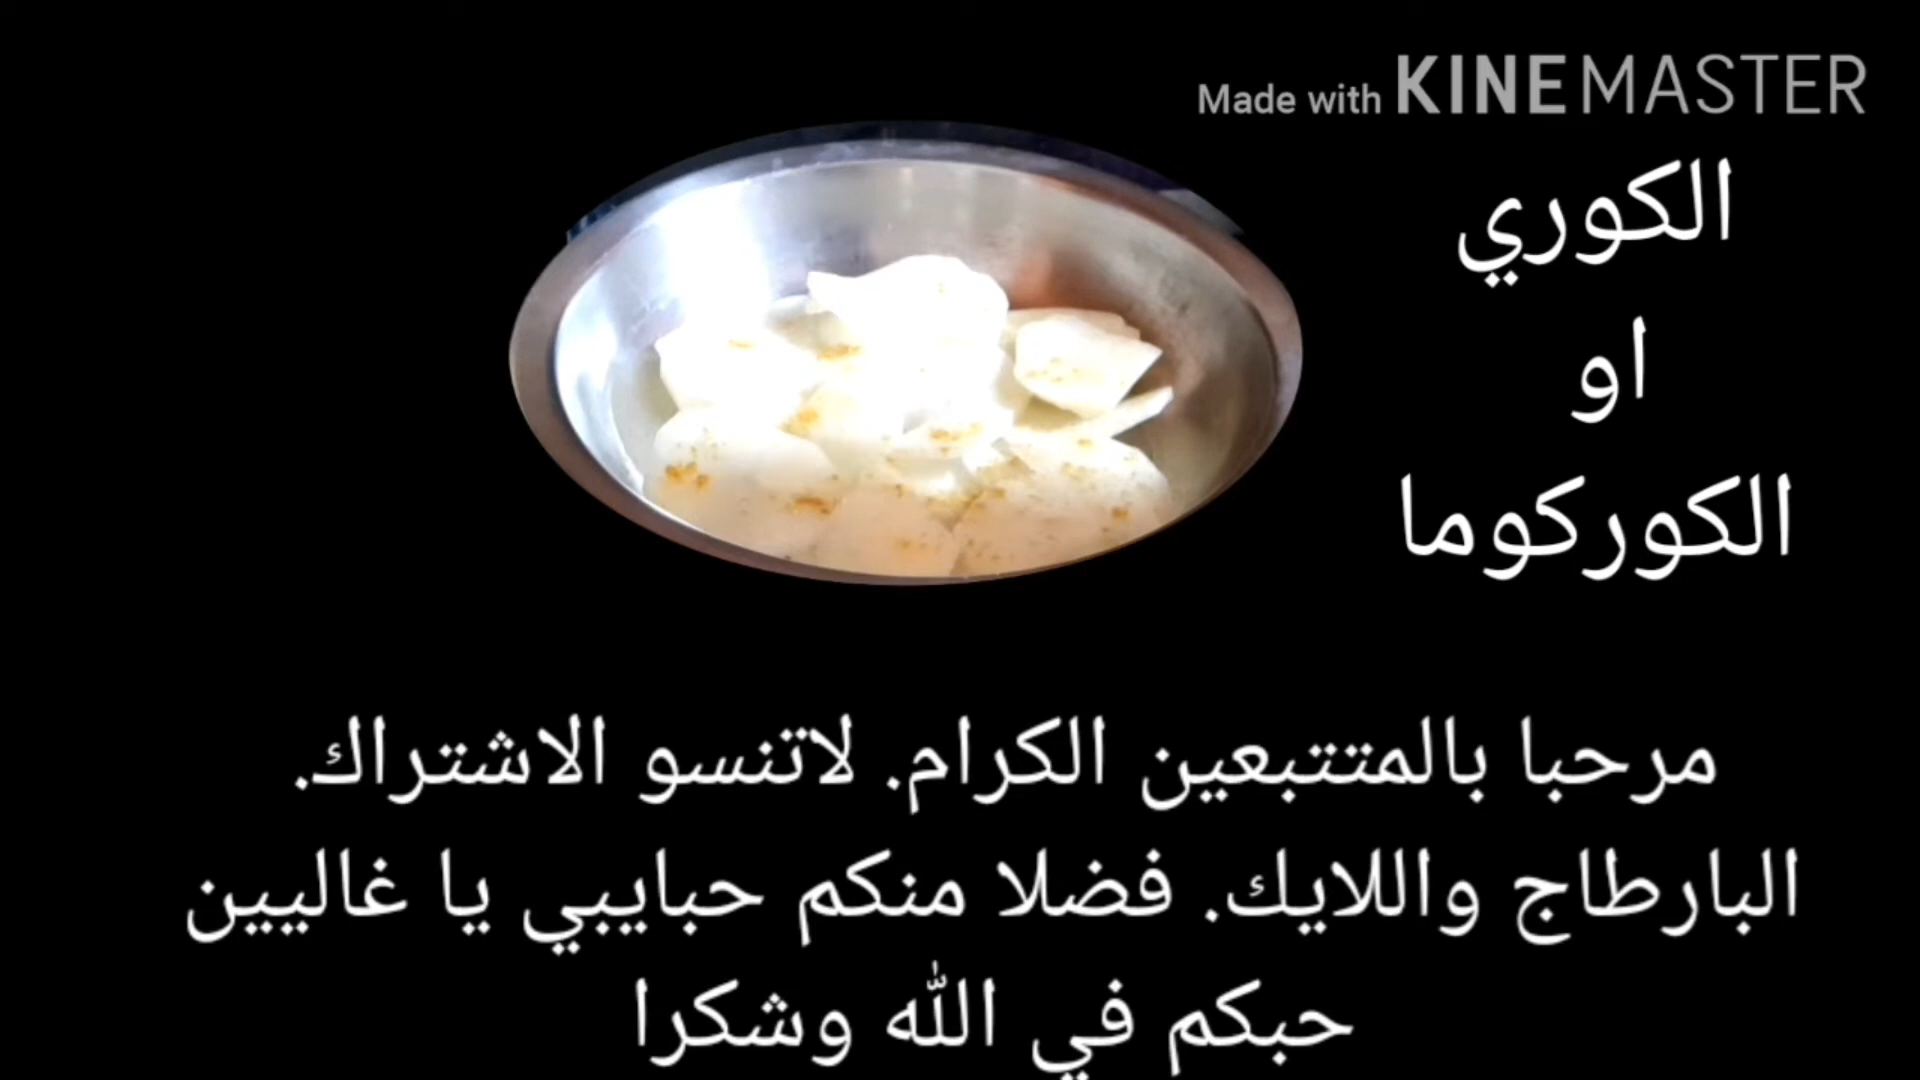 Made with KINEMASTER
الكوري
او
الكوركوما
مرحبا بالمتتبعين الكرام. لاتنسو الاشتراك.
البارطاج واللايك. فضلا منكم حبايبي يا غاليين
حبكم في الله وشكرا